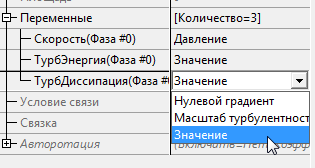 Переменные [Количество=3]
Скорость(Фаза #0) Давление
ТурбЭнергия(Фаза #0) Значение
ТурбДиссипация(Фаза #0 Значение
Нулевой градиент
Условие связи
Масштаб турбулентност
Связка
Значение
Авторотация